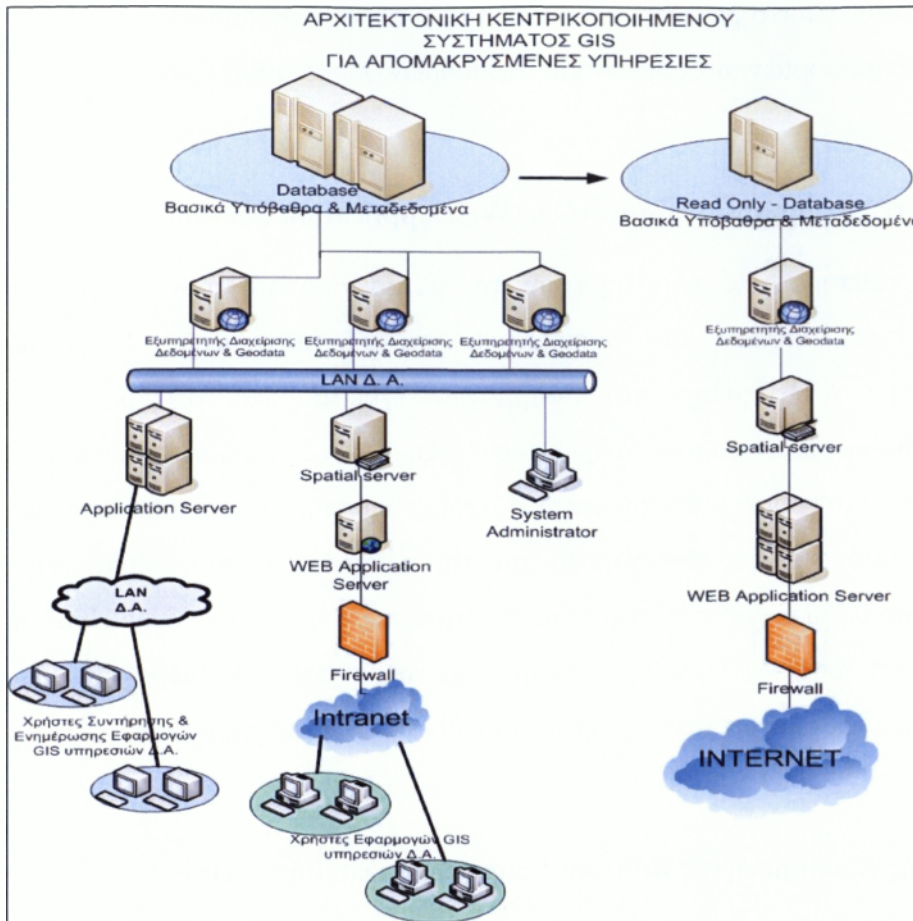 ΑΡΧΙΤΕΚΤΟΝΙΚΗ ΚΕΝΤΡΙΚΟΠΟΙΗΜΕΝΟΥ
ΣΥΣΤΗΜΑΤΟΣ GIS
ΓΙΑ ΑΠΟΜΑΚΡΥΣΜΕΝΕΣ ΥΠΗΡΕΣΙΕΣ
Database
Βασικά Υπόβαθρα & Μεταδεδομένα
Read Only - Database
Βασικά Υπόβαθρα & Μεταδεδομένα
Εξυπηρετητής Διαχείρισης
Δεδομένων & Geodata
Εξυπηρετητής Διαχείρισης
Δεδομένων & Geodata
Εξυπηρετητής Διαχείρισης
Δεδομένων & Geodata
Εξυπηρετητής Διαχείρισης
Δεδομένων & Geodata
LAN Δ. Α.
Application Server
Spatial server
System
Administrator
Spatial server
WEB Application
Server
WEB Application Server
LAN
Δ.Α.
Firewall
Firewall
Χρήστες Συντήρησης &
Ενημέρωσης Εφαρμογών
GIS υπηρεσιών Δ.Α.
Intranet
INTERNET
Χρήστες Εφαρμογών GIS
υπηρεσιών Δ.Α.